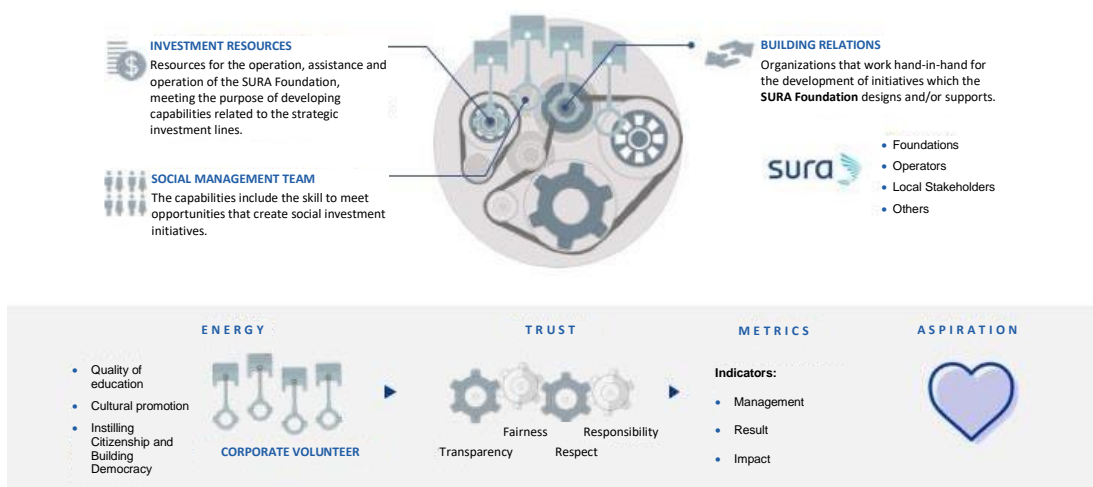 INVESTMENT RESOURCES
Resources for the operation, assistance and
operation of the SURA Foundation,
meeting the purpose of developing
capabilities related to the strategic
investment lines.
SOCIAL MANAGEMENT TEAM
The capabilities include the skill to meet
opportunities that create social investment
initiatives.
BUILDING RELATIONS
Organizations that work hand-in-hand for
the development of initiatives which the
SURA Foundation designs and/or supports.
sura
• Foundations
• Operators
• Local Stakeholders
• Others
ENERGY
• Quality of
education
• Cultural promotion
• Instilling
Citizenship and
Building
Democracy
CORPORATE VOLUNTEER
TRUST
Fairness Responsibility
Transparency Respect
METRICS
Indicators:
• Management
• Result
• Impact
ASPIRATION